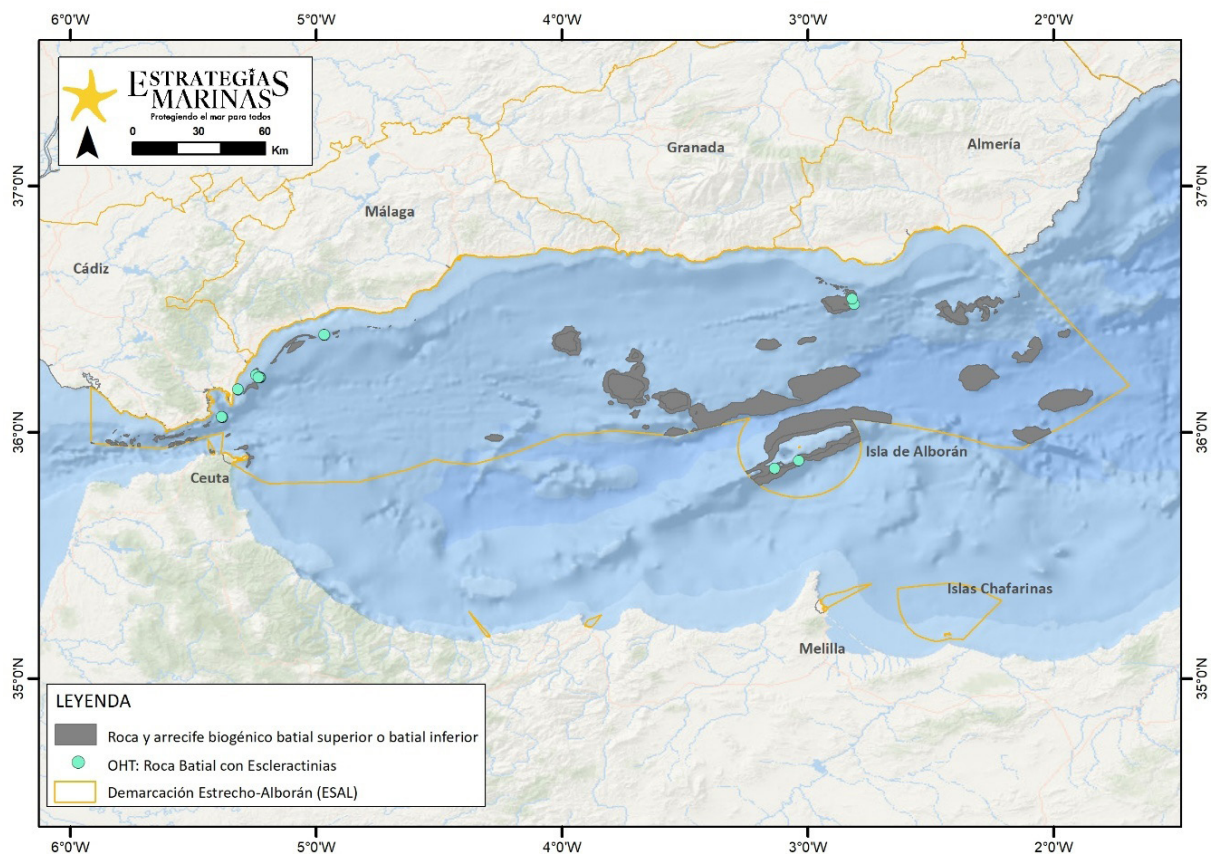 6°0'W 5°0'W 4°0'W 3°0'W 2°0'W
ESTRATEGIAS
MARINAS
Protegiendo el mar para todos
0 30 60
Km
37°0'N 37°0'N
Granada
Almería
Málaga
Cádiz
36°0'N 36°0'N
Isla de Alborán
Ceuta
Islas Chafarinas
Melilla
35°0'N 35°0'N
LEYENDA
Roca y arrecife biogénico batial superior o batial inferior
OHT: Roca Batial con Escleractinias
Demarcación Estrecho-Alborán (ESAL)
6°0'W 5°0'W 4°0'W 3°0'W 2°0'W